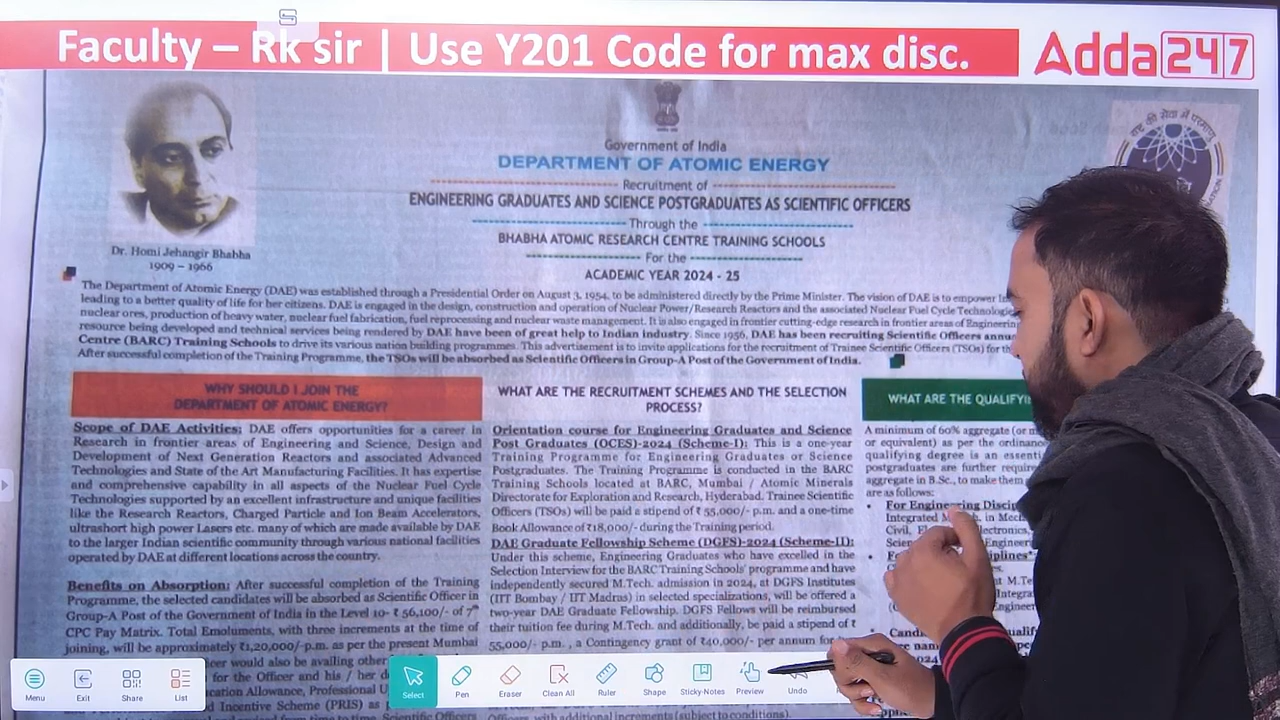 Faculty – Rk sir | Use Y201 Code for max disc.
Adda247
Government of India
DEPARTMENT OF ATOMIC ENERGY
Recruitment of
ENGINEERING GRADUATES AND SCIENCE POSTGRADUATES AS SCIENTIFIC OFFICERS
Through the
BHABHA ATOMIC RESEARCH CENTRE TRAINING SCHOOLS
For the
ACADEMIC YEAR 2024 - 25
Dr. Homi Jehangir Bhabha
1909 – 1966
राष्ट्र की सेवा में परमाणु
The Department of Atomic Energy (DAE) was established through a Presidential Order on August 3, 1954, to be administered directly by the Prime Minister. The vision of DAE is to empower
leading to a better quality of life for her citizens. DAE is engaged in the design, construction and operation of Nuclear Power/Research Reactors and the associated Nuclear Fuel Cycle
nuclear ores, production of heavy water, nuclear fuel fabrication, fuel reprocessing and nuclear waste management. It is also engaged in frontier cutting-edge research in frontier areas of
resource being developed and technical services being rendered by DAE have been of great help to Indian industry. Since 1956, DAE has been recruiting Scientific Officers
Centre (BARC) Training Schools to drive its various nation building programmes. This advertisement is to invite applications for the recruitment of Trainee Scientific Officers (TSOs) for
After successful completion of the Training Programme, the TSOs will be absorbed as Scientific Officers in Group-A Post of the Government of India.
WHY SHOULD I JOIN THE
DEPARTMENT OF ATOMIC ENERGY?
Scope of DAE Activities: DAE offers opportunities for a career in
Research in frontier areas of Engineering and Science, Design and
Development of Next Generation Reactors and associated Advanced
Technologies and State of the Art Manufacturing Facilities. It has expertise
and comprehensive capability in all aspects of the Nuclear Fuel Cycle
Technologies supported by an excellent infrastructure and unique facilities
like the Research Reactors, Charged Particle and Ion Beam Accelerators,
ultrashort high power Lasers etc. many of which are made available by DAE
to the larger Indian scientific community through various national facilities
operated by DAE at different locations across the country.
Benefits on Absorption: After successful completion of the Training
Programme, the selected candidates will be absorbed as Scientific Officer in
Group-A Post of the Government of India in the Level 10- ₹ 56,100/- of 7th
CPC Pay Matrix. Total Emoluments, with three increments at the time of
joining, will be approximately ₹1,20,000/-p.m. as per the present Mumbai
would also be availing other
for the Officer and his / her
Allowance, Professional
Incentive Scheme (PRIS) as
WHAT ARE THE RECRUITMENT SCHEMES AND THE SELECTION
PROCESS?
Orientation course for Engineering Graduates and Science
Post Graduates (OCES)-2024 (Scheme-I): This is a one-year
Training Programme for Engineering Graduates or Science
Postgraduates. The Training Programme is conducted in the BARC
Training Schools located at BARC, Mumbai / Atomic Minerals
Directorate for Exploration and Research, Hyderabad. Trainee Scientific
Officers (TSOs) will be paid a stipend of ₹ 55,000/- p.m. and a one-time
Book Allowance of ₹18,000/- during the Training period.
DAE Graduate Fellowship Scheme (DGFS)-2024 (Scheme-II):
Under this scheme, Engineering Graduates who have excelled in the
Selection Interview for the BARC Training Schools' programme and have
independently secured M.Tech. admission in 2024, at DGFS Institutes
(IIT Bombay / IIT Madras) in selected specializations, will be offered a
two-year DAE Graduate Fellowship. DGFS Fellows will be reimbursed
their tuition fee during M.Tech. and additionally, be paid a stipend of ₹
55,000/- p.m. , a Contingency grant of ₹40,000/- per annum for
WHAT ARE THE
A minimum of 60% aggregate (or
or equivalent) as per the
qualifying degree is an
postgraduates are further
aggregate in B.Sc., to make them
are as follows:
For Engineering
Integrated in
Civil,
Menu
Exit
Share
List
Select
Pen
Eraser
Clean All
Ruler
Shape
Sticky-Notes
Preview
Undo